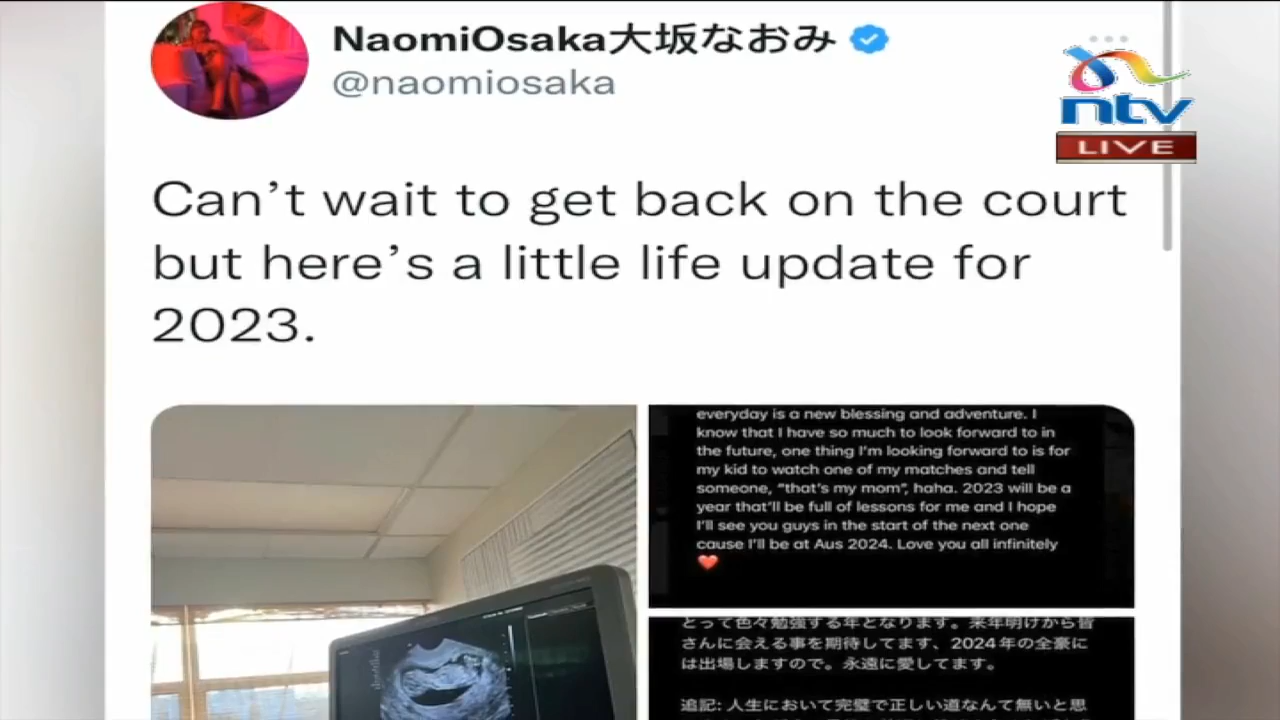 NaomiOsaka大坂なおみ
@naomiosaka
ntv
LIVE
Can't wait to get back on the court
but here's a little life update for
2023.
everyday is a new blessing and adventure. I
know that I have so much to look forward to in
the future, one thing I'm looking forward to is for
my kid to watch one of my matches and tell
someone, "that's my mom", haha. 2023 will be a
year that'll be full of lessons for me and I hope
I'll see you guys in the start of the next one
cause I'll be at Aus 2024. Love you all infinitely
❤️
とって色々勉強する年となります。来年明けから皆
さんに会える事を期待してます、2024年の全豪に
は出場しますので。永遠に愛してます。
追記: 人生において完璧で正しい道なんて無いと思